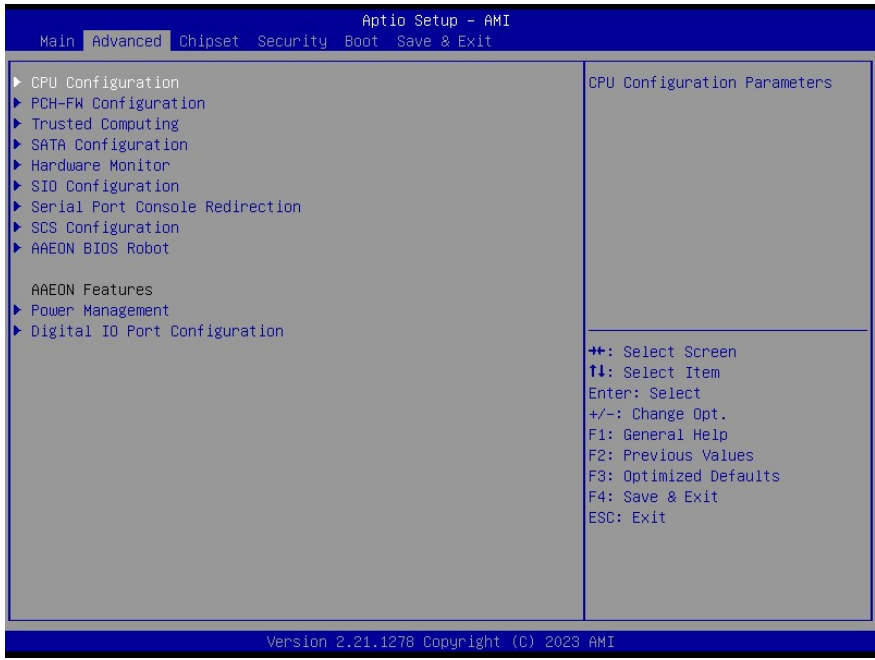 Aptio Setup – AMI
Main Advanced Chipset Security Boot Save & Exit
▶ CPU Configuration
▶ PCH-FW Configuration
▶ Trusted Computing
▶ SATA Configuration
▶ Hardware Monitor
▶ SIO Configuration
▶ Serial Port Console Redirection
▶ SCS Configuration
▶ AAEON BIOS Robot
AAEON Features
▶ Power Management
▶ Digital IO Port Configuration
CPU Configuration Parameters
→←: Select Screen
↑↓: Select Item
Enter: Select
+/-: Change Opt.
F1: General Help
F2: Previous Values
F3: Optimized Defaults
F4: Save & Exit
ESC: Exit
Version 2.21.1278 Copyright (C) 2023 AMI